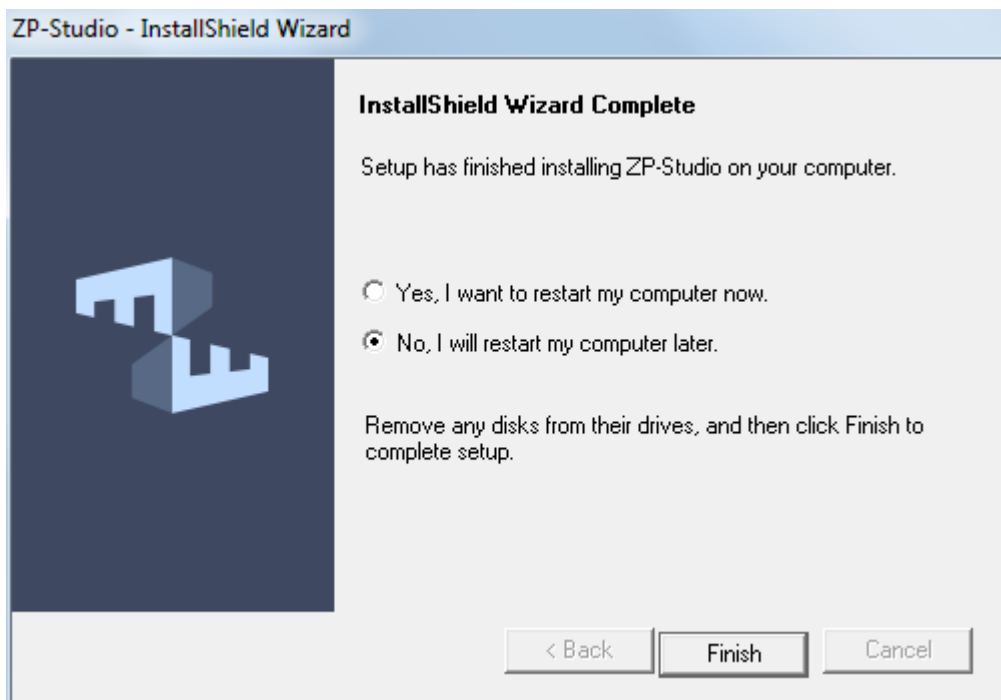 ZP-Studio - InstallShield Wizard
InstallShield Wizard Complete
Setup has finished installing ZP-Studio on your computer.
Yes, I want to restart my computer now.
No, I will restart my computer later.
Remove any disks from their drives, and then click Finish to
complete setup.
< Back
Finish
Cancel